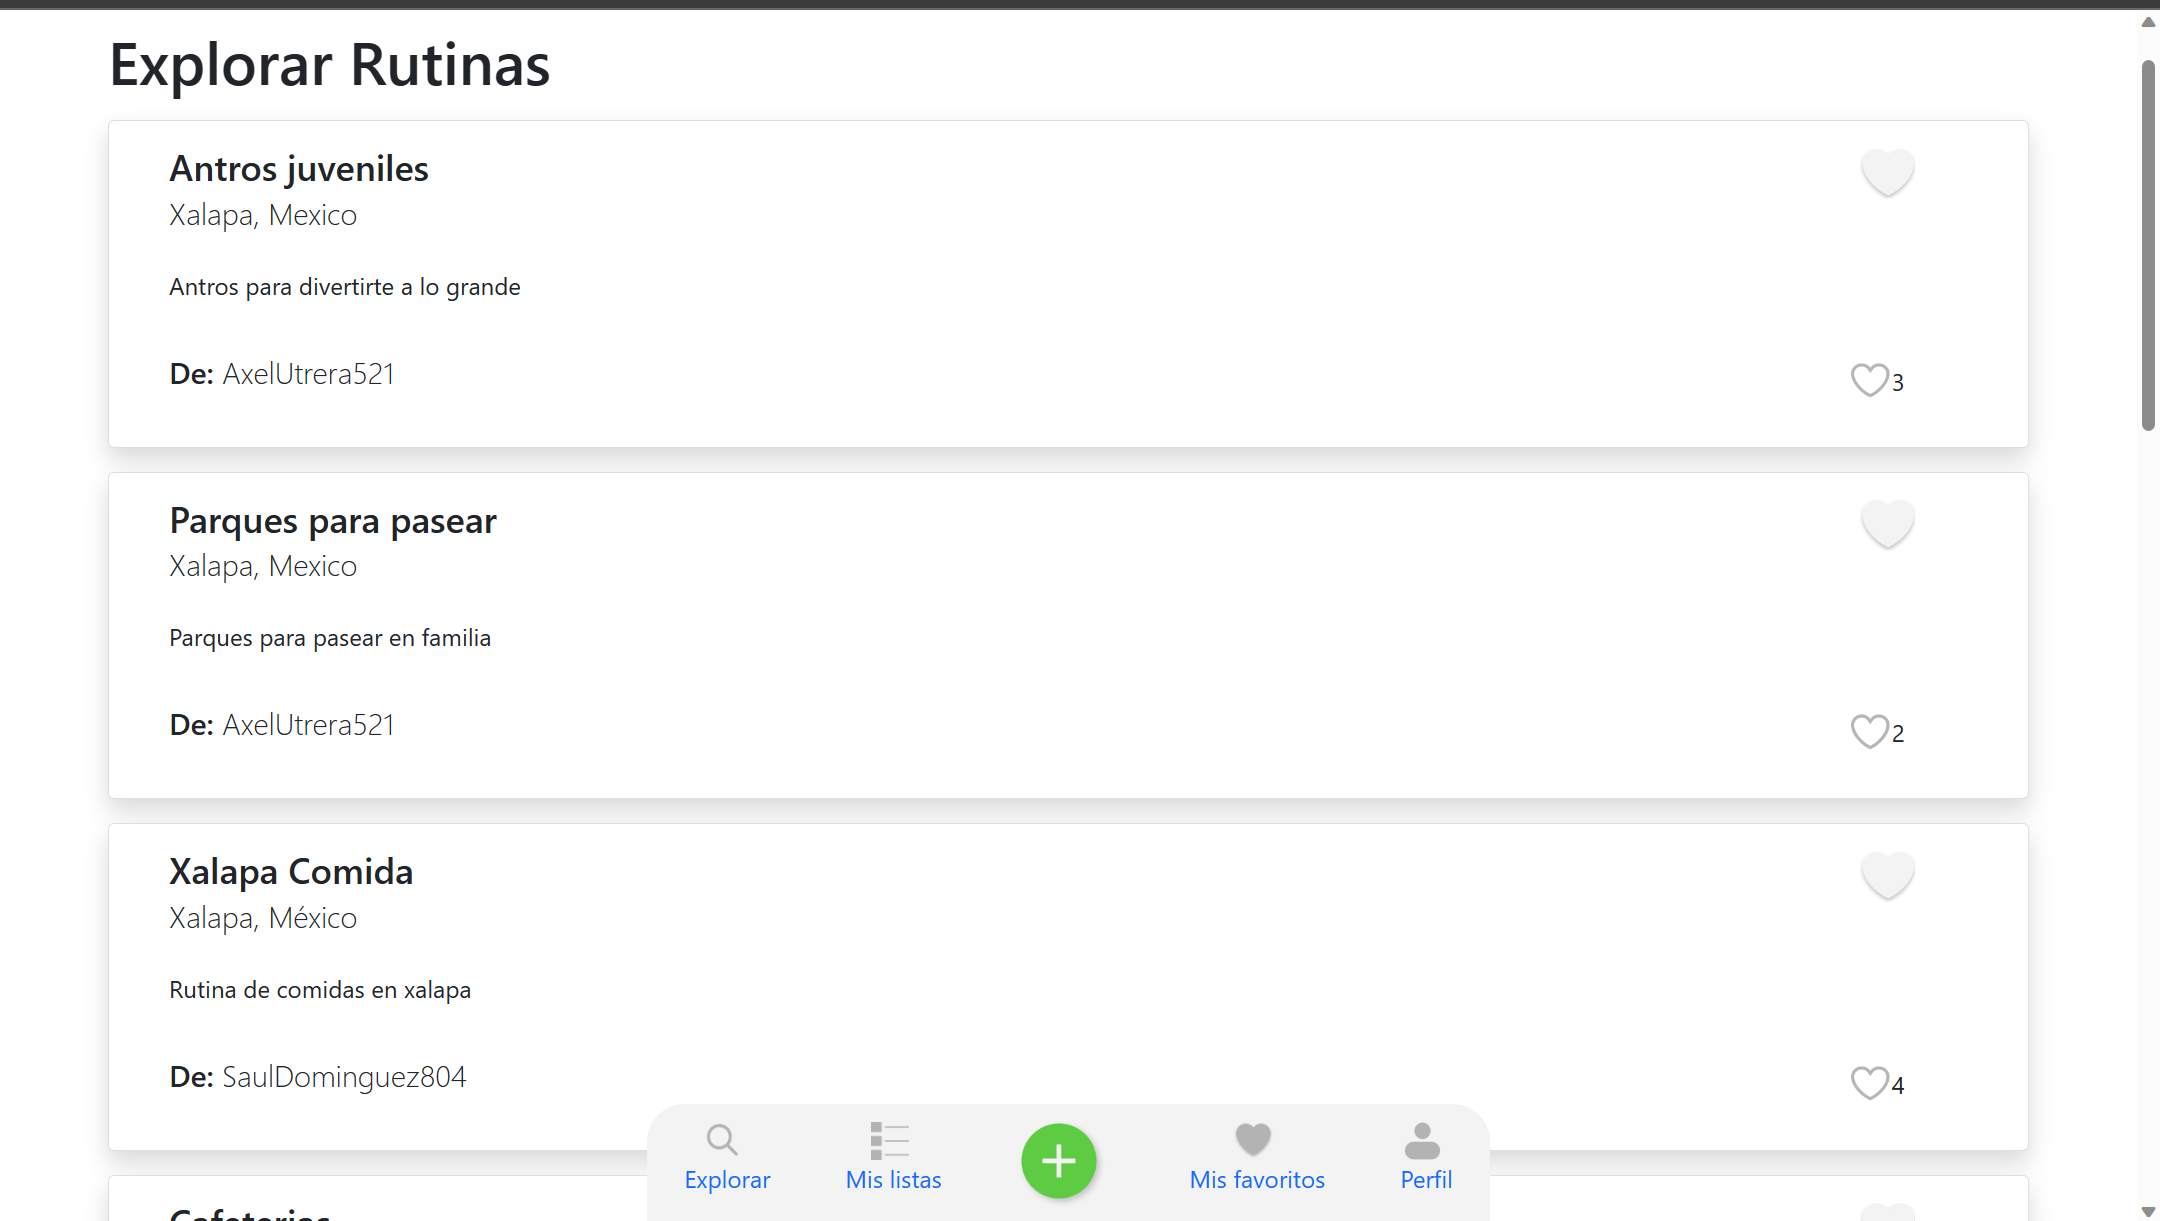 Explorar Rutinas
Antros juveniles
Xalapa, Mexico
Antros para divertirte a lo grande
De: AxelUtrera521
3
Parques para pasear
Xalapa, Mexico
Parques para pasear en familia
De: AxelUtrera521
2
Xalapa Comida
Xalapa, México
Rutina de comidas en xalapa
De: SaulDominguez804
4
Explorar
Mis listas
Mis favoritos
Perfil
Cafeterias